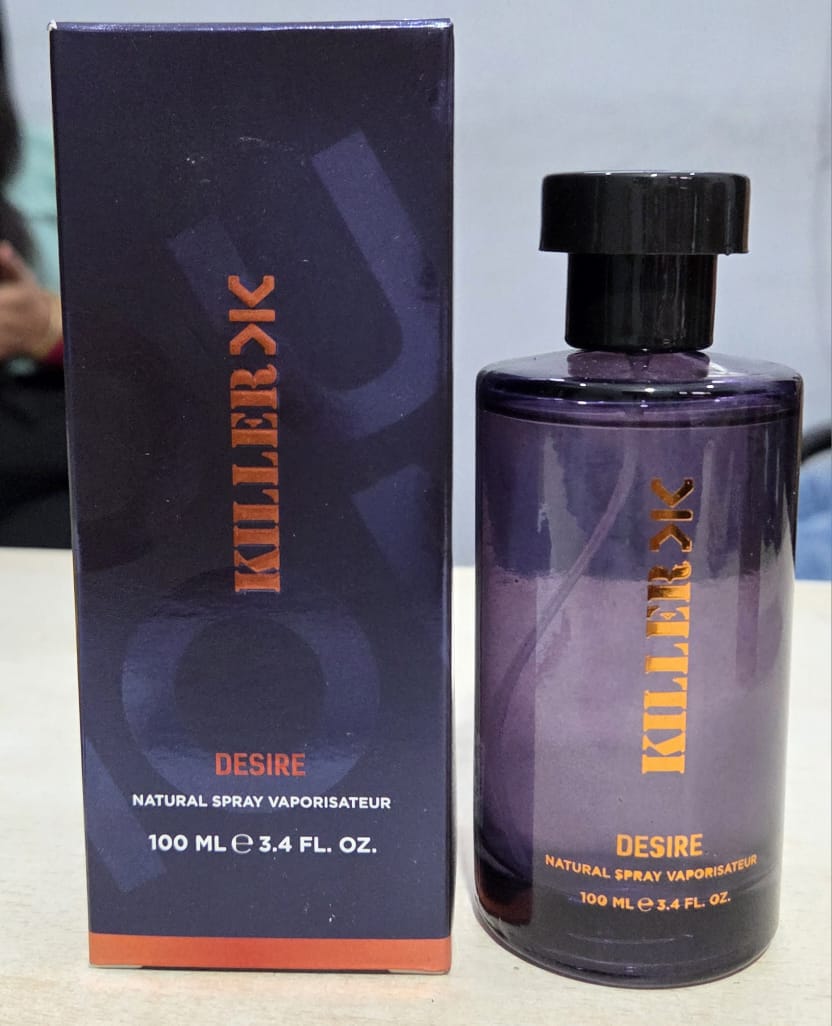 KILLER
DESIRE
NATURAL SPRAY VAPORISATEUR
100 ML ℮ 3.4 FL. OZ.
KILLER
DESIRE
NATURAL SPRAY VAPORISATEUR
100 ML ℮ 3.4 FL. OZ.